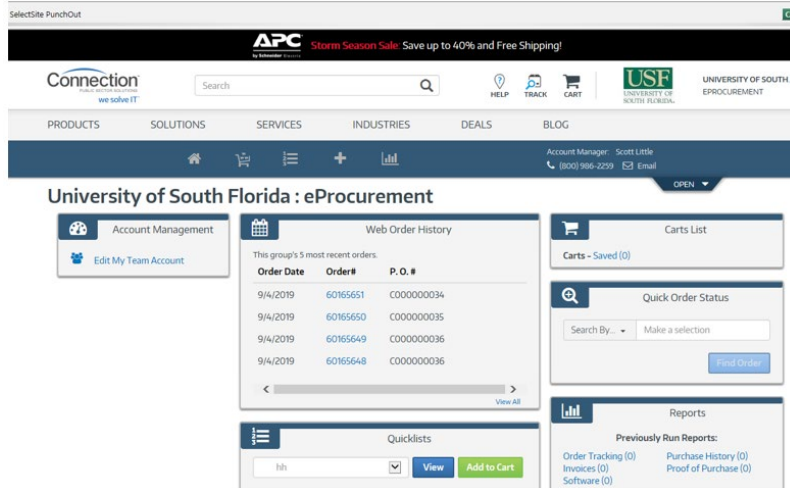 SelectSite PunchOut
APC
by Schneider Electric
Storm Season Sale: Save up to 40% and Free Shipping!
Connection
PUBLIC SECTOR SOLUTIONS
we solve IT
Search
HELP
TRACK
CART
USF
UNIVERSITY OF
SOUTH FLORIDA
UNIVERSITY OF SOUTH
EPROCUREMENT
PRODUCTS SOLUTIONS SERVICES INDUSTRIES DEALS BLOG
Account Manager: Scott Little
(800) 986-2259 Email
OPEN
University of South Florida : eProcurement
Account Management
Edit My Team Account
Web Order History
This group's 5 most recent orders.
Order Date Order# P. O. #
9/4/2019 60165651 C000000034
9/4/2019 60165650 C000000035
9/4/2019 60165649 C000000036
9/4/2019 60165648 C000000036
View All
Quicklists
hh
View
Add to Cart
Carts List
Carts - Saved (0)
Quick Order Status
Search By... Make a selection
Find Order
Reports
Previously Run Reports:
Order Tracking (0) Purchase History (0)
Invoices (0) Proof of Purchase (0)
Software (0)